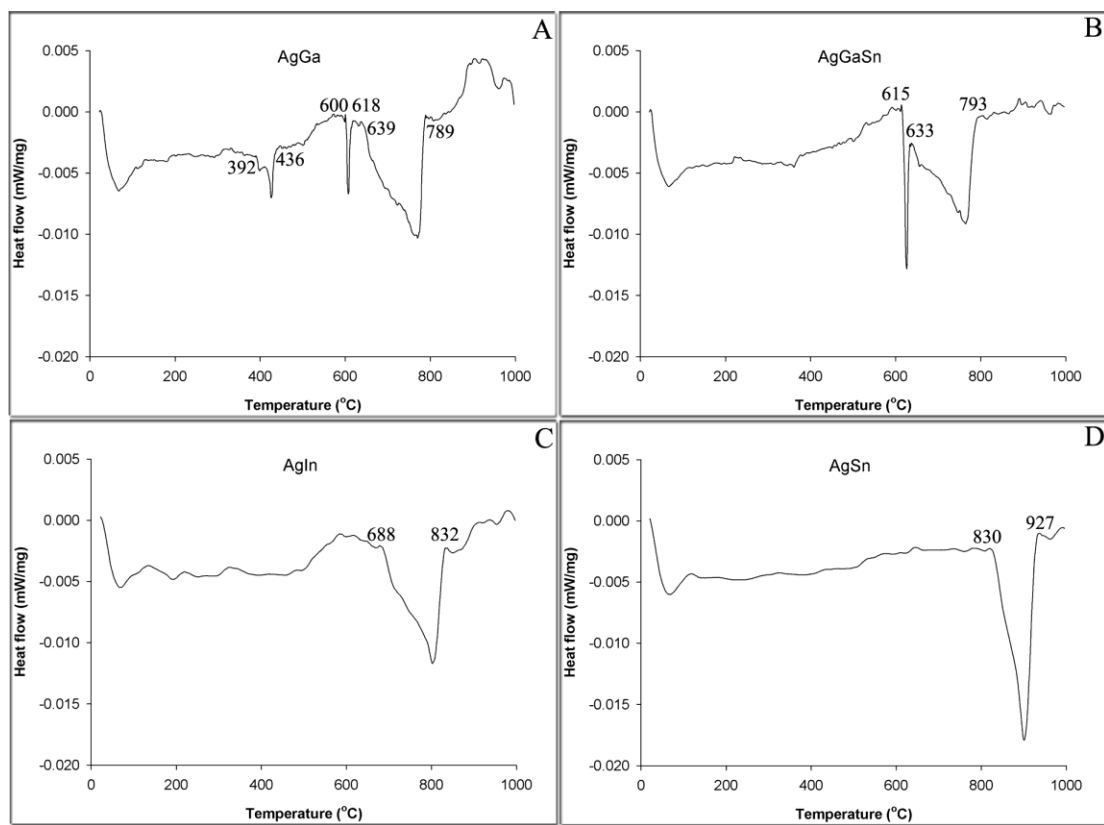 A
AgGa
0.005
0.000
-0.005
-0.010
-0.015
-0.020
Heat flow (mW/mg)
392
436
600
618
639
789
0 200 400 600 800 1000
Temperature (°C)
B
AgGaSn
0.005
0.000
-0.005
-0.010
-0.015
-0.020
Heat flow (mW/mg)
615
633
793
0 200 400 600 800 1000
Temperature (°C)
C
AgIn
0.005
0.000
-0.005
-0.010
-0.015
-0.020
Heat flow (mW/mg)
688
832
0 200 400 600 800 1000
Temperature (°C)
D
AgSn
0.005
0.000
-0.005
-0.010
-0.015
-0.020
Heat flow (mW/mg)
830
927
0 200 400 600 800 1000
Temperature (°C)